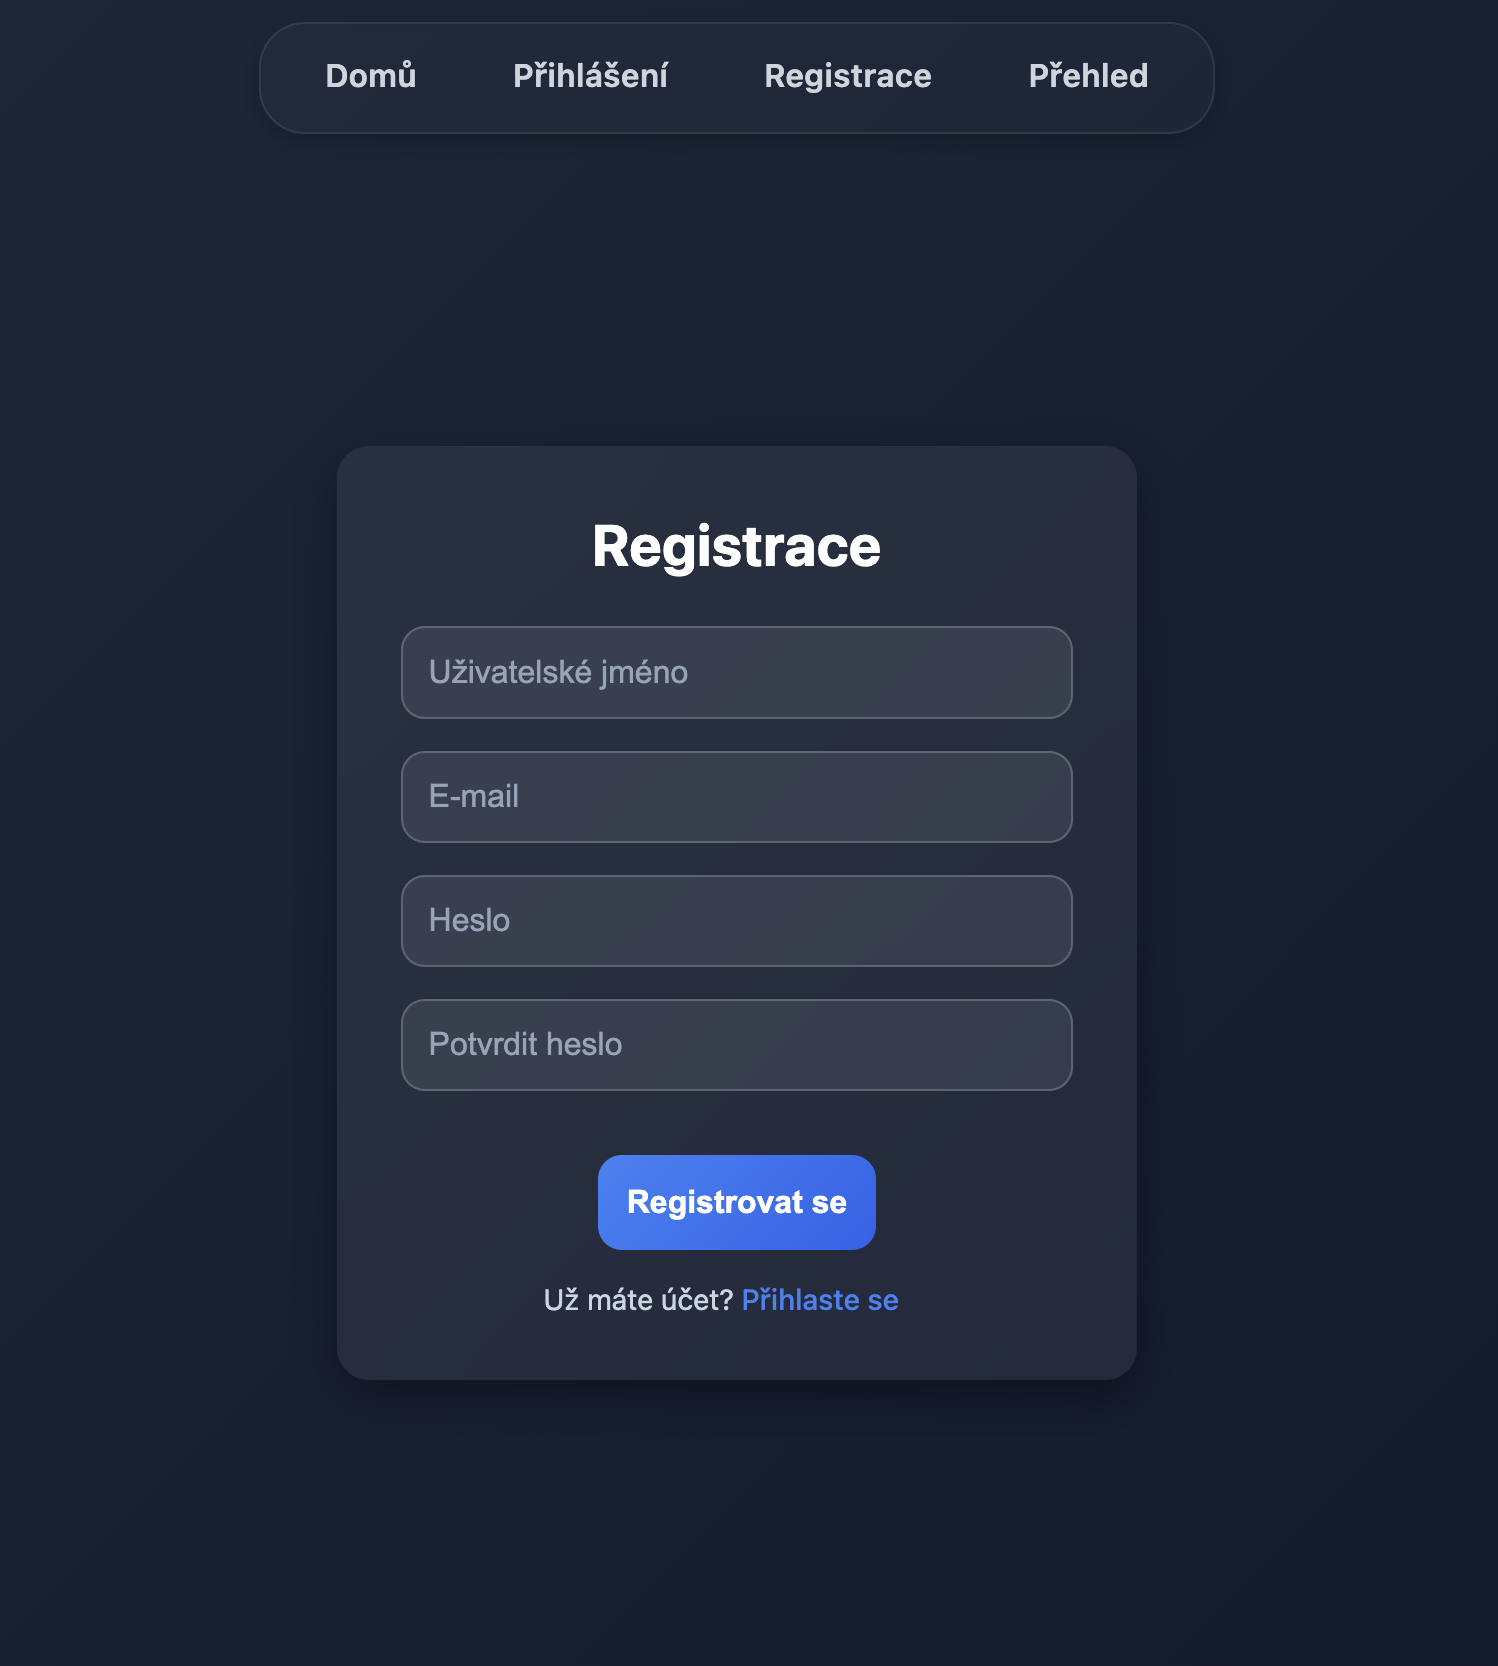 Domů Přihlášení Registrace Přehled
Registrace
Uživatelské jméno
E-mail
Heslo
Potvrdit heslo
Registrovat se
Už máte účet? Přihlaste se